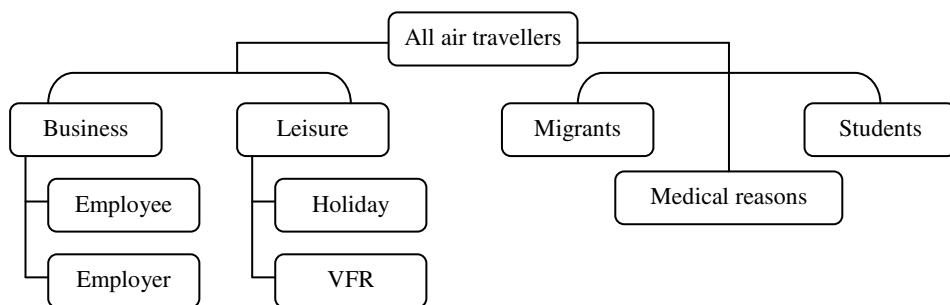 All air travellers
Business
Leisure
Migrants
Students
Employee
Holiday
Medical reasons
Employer
VFR